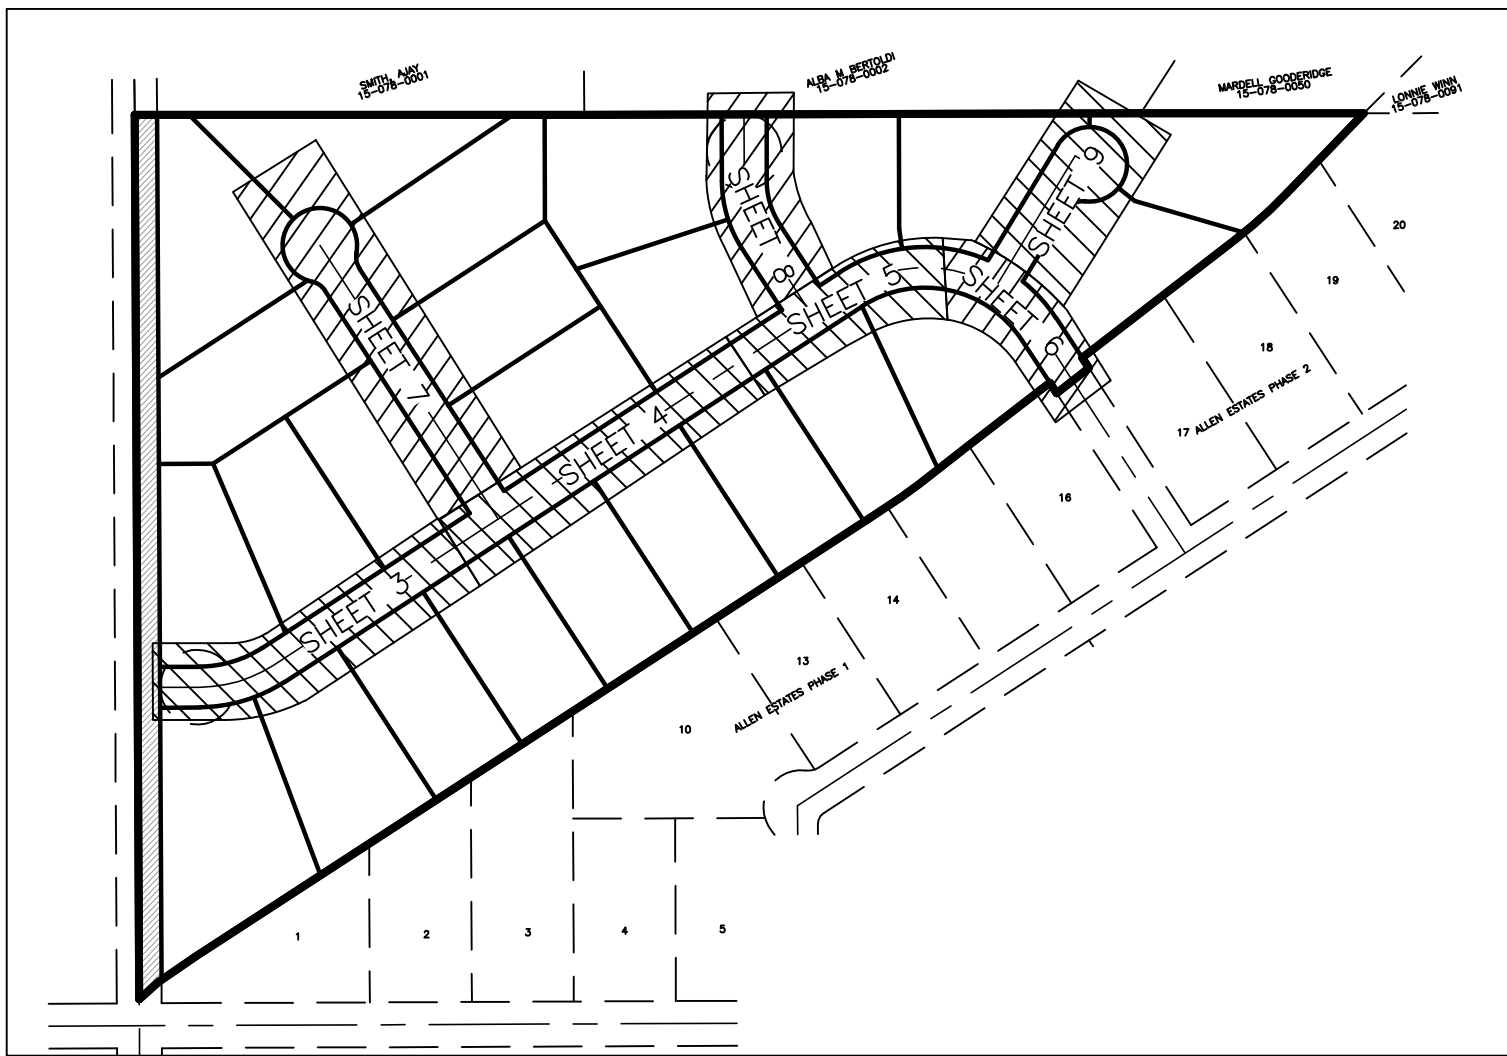 SMITH, AJAY
15-078-0001
ALBA M BERTOLDI
15-078-0002
MARDELL GOODERIDGE
15-078-0050
LONNIE WINN
15-078-0091
SHEET 9
SHEET 8
20
SHEET 5
SHEET 6
19
SHEET 7
18
17 ALLEN ESTATES PHASE 2
SHEET 4
16
SHEET 3
14
13
ALLEN ESTATES PHASE 1
10
1
2
3
4
5